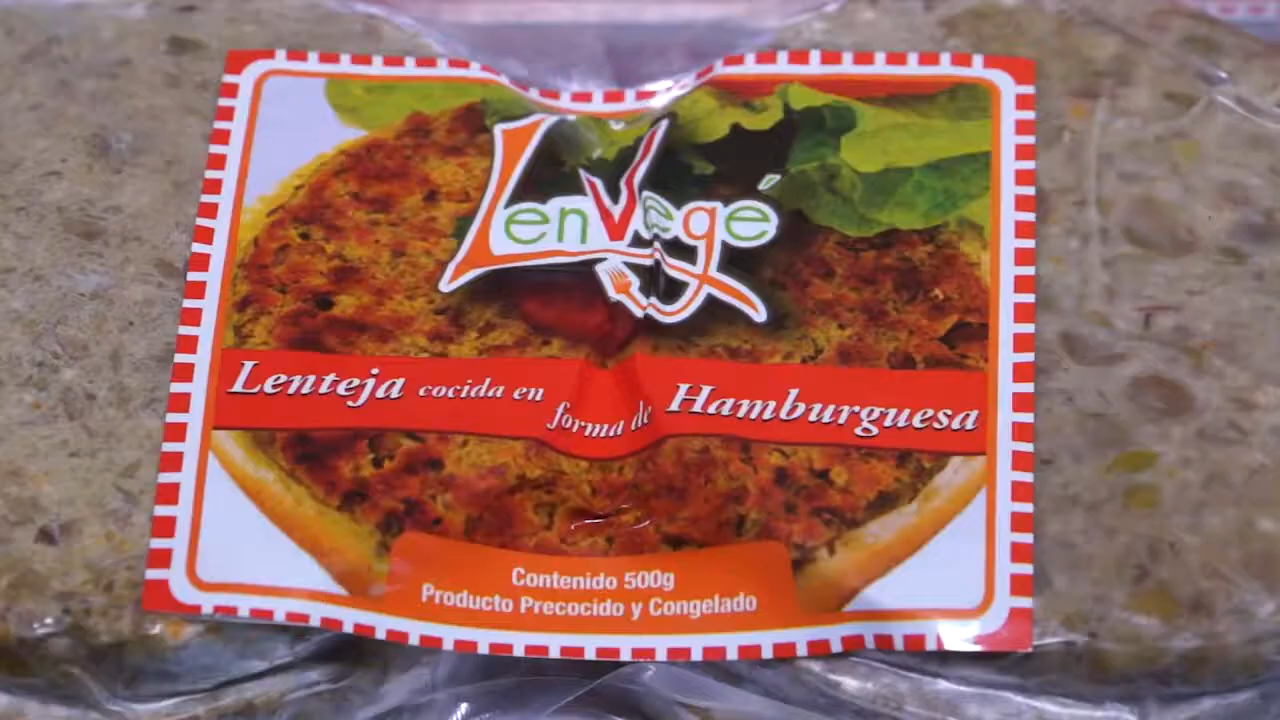 LenVegé
Lenteja cocida en forma de Hamburguesa
Contenido 500g
Producto Precocido y Congelado